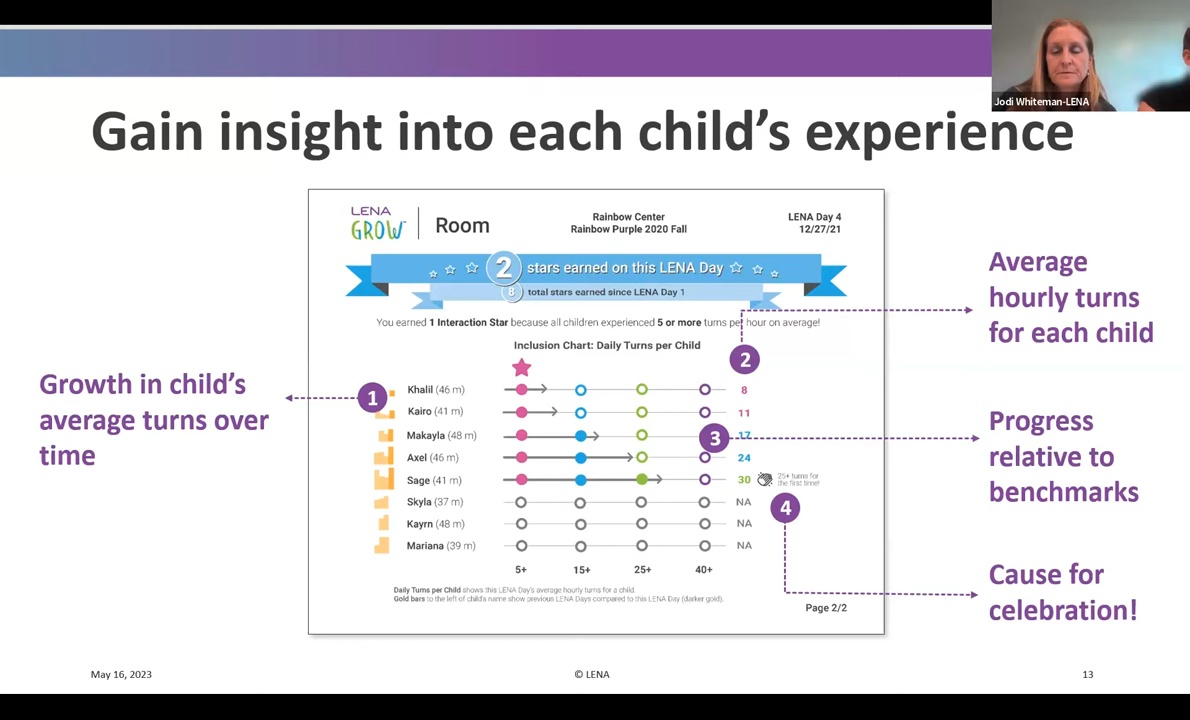 Jodi Whiteman-LENA
Gain insight into each child's experience
LENA
GROW™
Room
Rainbow Center
Rainbow Purple 2020 Fall
LENA Day 4
12/27/21
2 stars earned on this LENA Day
8 total stars earned since LENA Day 1
You earned 1 Interaction Star because all children experienced 5 or more turns per hour on average!
Inclusion Chart: Daily Turns per Child
Khalil (46 m) 8
Kairo (41 m) 11
Makayla (48 m) 17
Axel (46 m) 24
Sage (41 m) 30 25+ turns for
the first time!
Skyla (37 m) NA
Kayrn (48 m) NA
Mariana (39 m) NA
5+ 15+ 25+ 40+
Daily Turns per Child shows this LENA Day's average hourly turns for a child.
Gold bars to the left of child's name show previous LENA Days compared to this LENA Day (darker gold).
Page 2/2
1
Growth in child's
average turns over
time
2
Average
hourly turns
for each child
3
Progress
relative to
benchmarks
4
Cause for
celebration!
May 16, 2023
© LENA
13